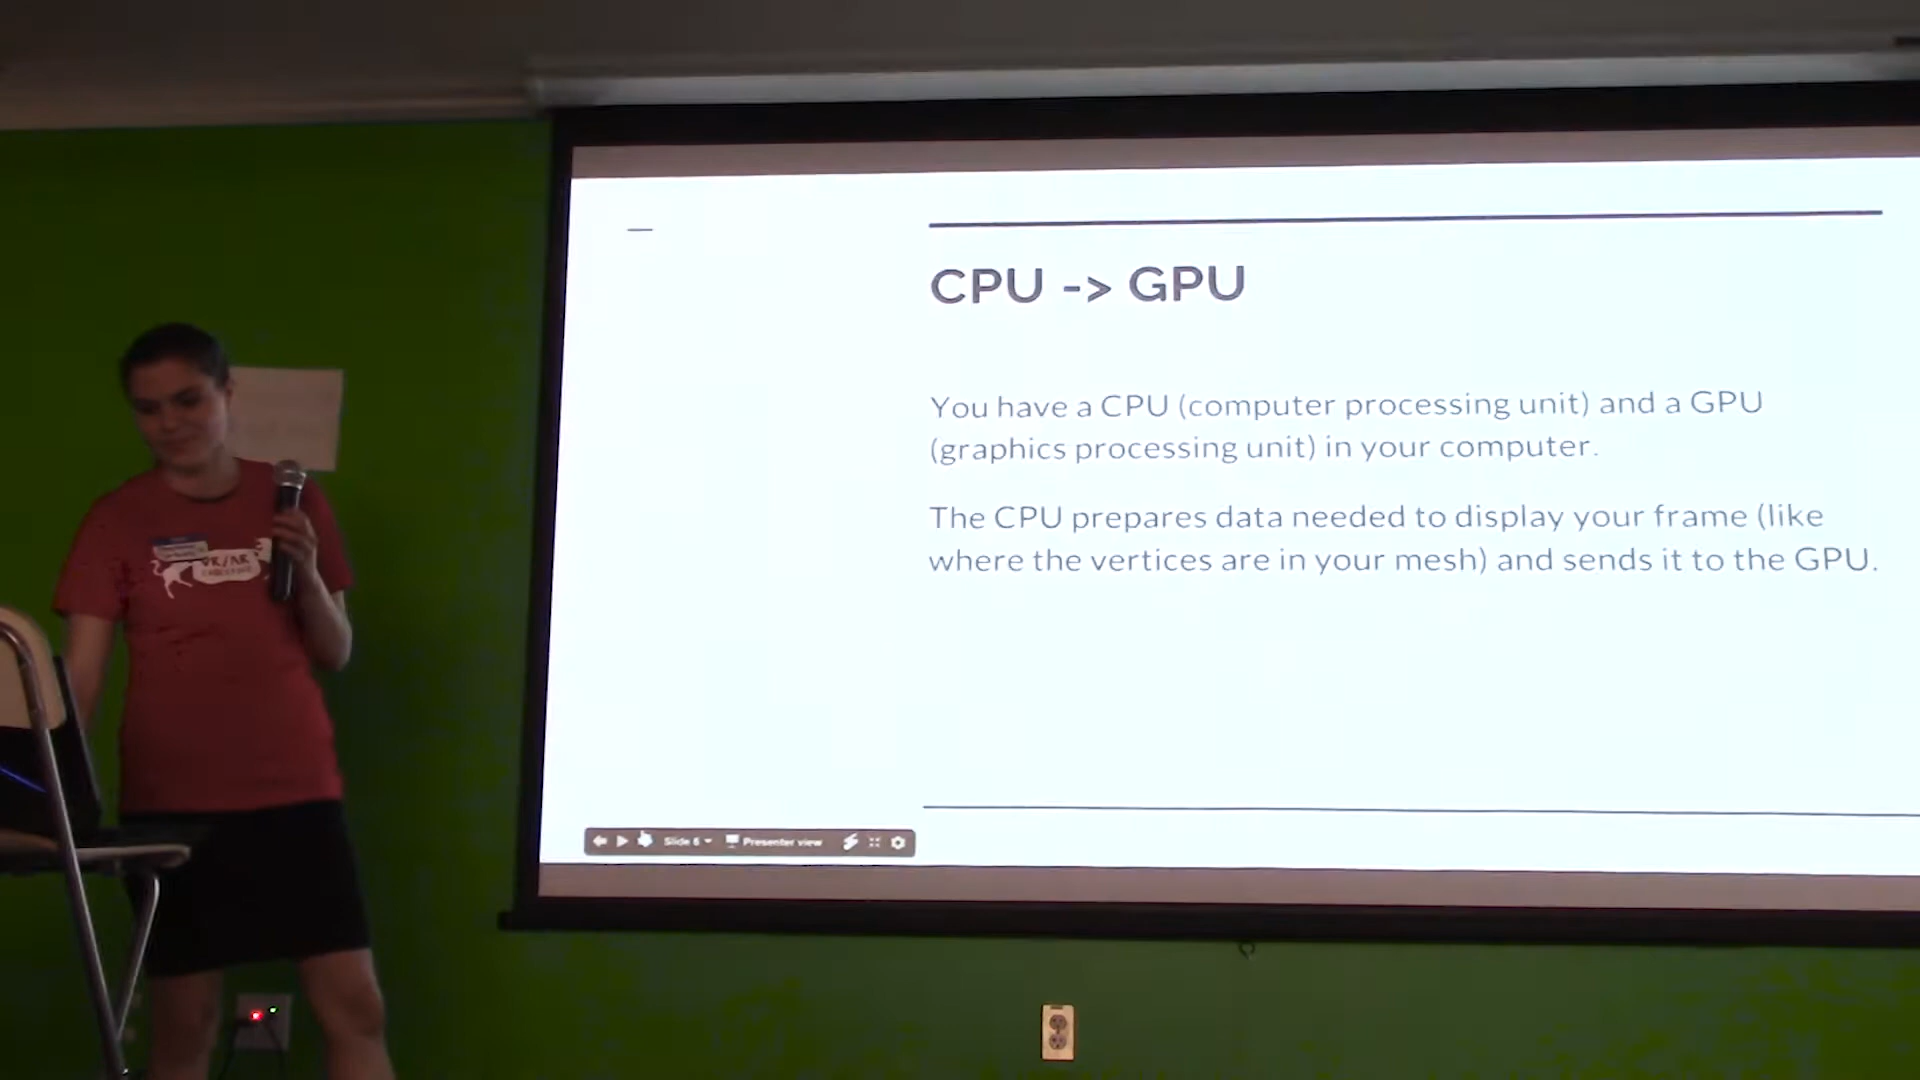 CPU -> GPU
You have a CPU (computer processing unit) and a GPU
(graphics processing unit) in your computer.
The CPU prepares data needed to display your frame (like
where the vertices are in your mesh) and sends it to the GPU.
Slide 6
Presenter view
VR/AR